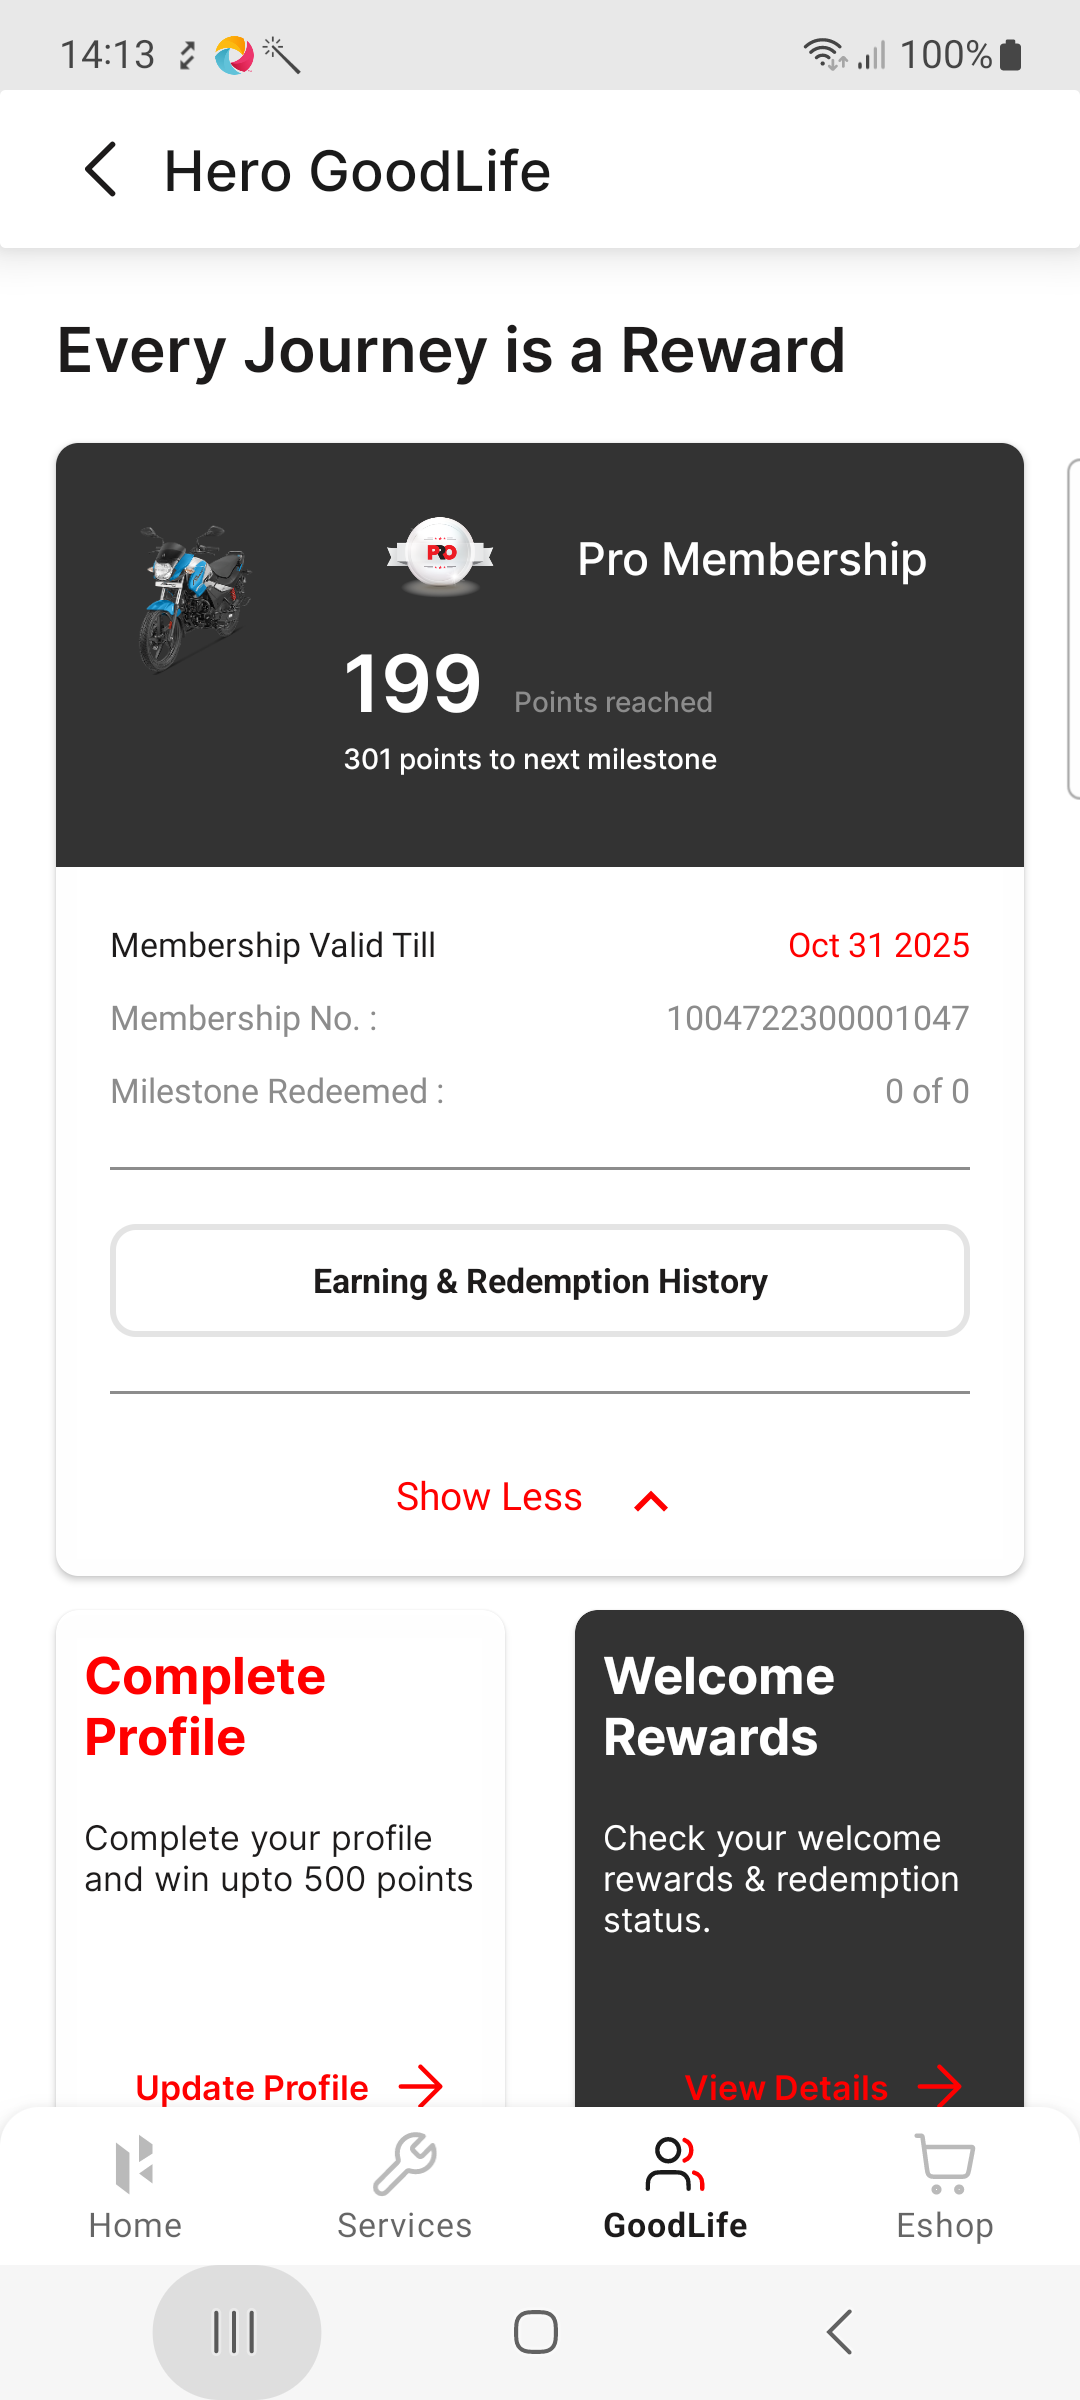 14:13
100%
Hero GoodLife
Every Journey is a Reward
PRO
Pro Membership
199 Points reached
301 points to next milestone
Membership Valid Till Oct 31 2025
Membership No. : 1004722300001047
Milestone Redeemed : 0 of 0
Earning & Redemption History
Show Less
Complete
Profile
Complete your profile
and win upto 500 points
Update Profile
Welcome
Rewards
Check your welcome
rewards & redemption
status.
View Details
Home
Services
GoodLife
Eshop